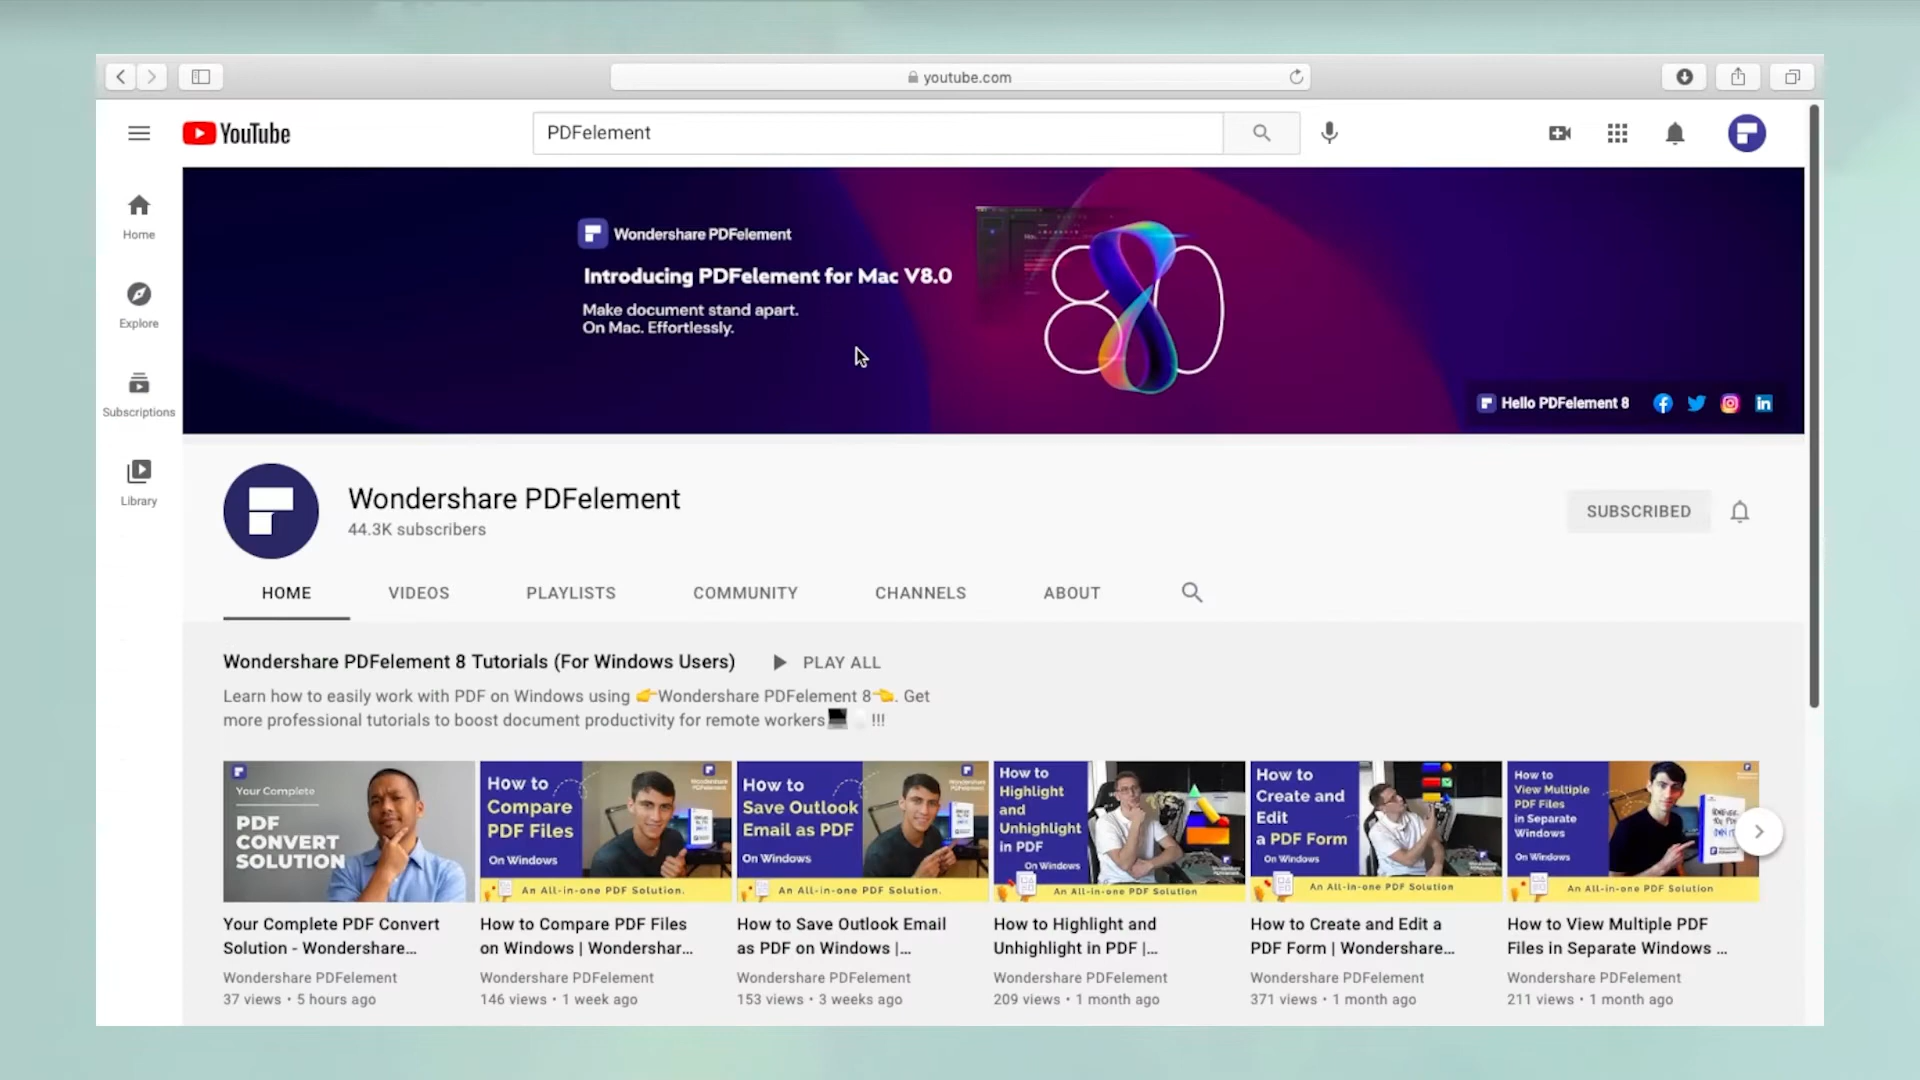 youtube.com
YouTube
PDFelement
Home
Explore
Subscriptions
Library
Wondershare PDFelement
Introducing PDFelement for Mac V8.0
Make document stand apart.
On Mac. Effortlessly.
Hello PDFelement 8
Wondershare PDFelement
44.3K subscribers
SUBSCRIBED
HOME
VIDEOS
PLAYLISTS
COMMUNITY
CHANNELS
ABOUT
Wondershare PDFelement 8 Tutorials (For Windows Users)
PLAY ALL
Learn how to easily work with PDF on Windows using 👉Wondershare PDFelement 8👈. Get
more professional tutorials to boost document productivity for remote workers💻 !!!
Your Complete
PDF
CONVERT
SOLUTION
How to
Compare
PDF Files
On Windows
An All-in-one PDF Solution.
How to
Save Outlook
Email as PDF
On Windows
An All-in-one PDF Solution.
How to
Highlight
and
Unhighlight
in PDF
On Windows
An All-in-one PDF Solution
How to
Create and
Edit
a PDF Form
On Windows
An All-in-one PDF Solution
How to
View Multiple
PDF Files
in Separate
Windows
On Windows
An All-in-one PDF Solution
Your Complete PDF Convert
Solution - Wondershare...
Wondershare PDFelement
37 views • 5 hours ago
How to Compare PDF Files
on Windows | Wondershar...
Wondershare PDFelement
146 views • 1 week ago
How to Save Outlook Email
as PDF on Windows |...
Wondershare PDFelement
153 views • 3 weeks ago
How to Highlight and
Unhighlight in PDF |...
Wondershare PDFelement
209 views • 1 month ago
How to Create and Edit a
PDF Form | Wondershare...
Wondershare PDFelement
371 views • 1 month ago
How to View Multiple PDF
Files in Separate Windows ...
Wondershare PDFelement
211 views • 1 month ago